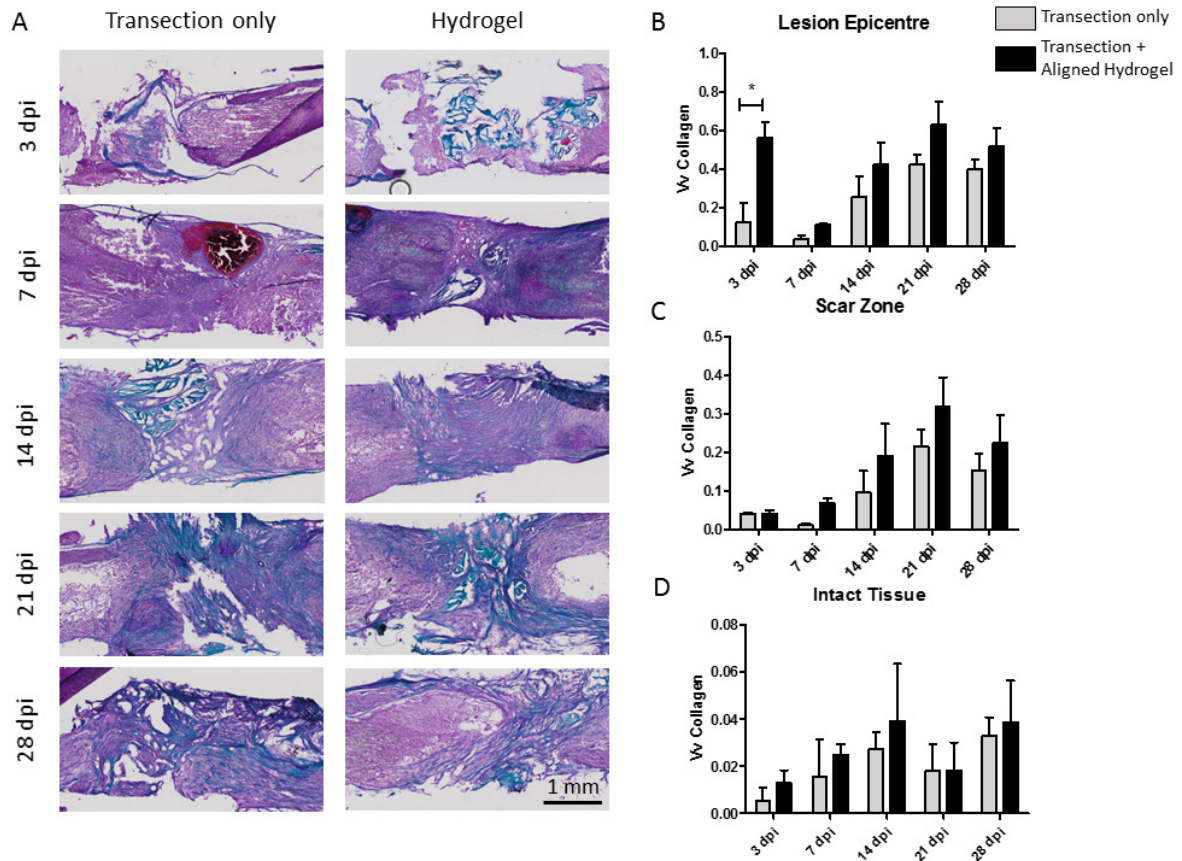 A
Transection only
Hydrogel
3 dpi
7 dpi
14 dpi
21 dpi
28 dpi
1 mm
B
Lesion Epicentre
Transection only
Transection +
Aligned Hydrogel
Vv Collagen
1.0
0.8
0.6
0.4
0.2
0.0
*
3 dpi
7 dpi
14 dpi
21 dpi
28 dpi
C
Scar Zone
Vv Collagen
0.5
0.4
0.3
0.2
0.1
0.0
3 dpi
7 dpi
14 dpi
21 dpi
28 dpi
D
Intact Tissue
Vv Collagen
0.08
0.06
0.04
0.02
0.00
3 dpi
7 dpi
14 dpi
21 dpi
28 dpi